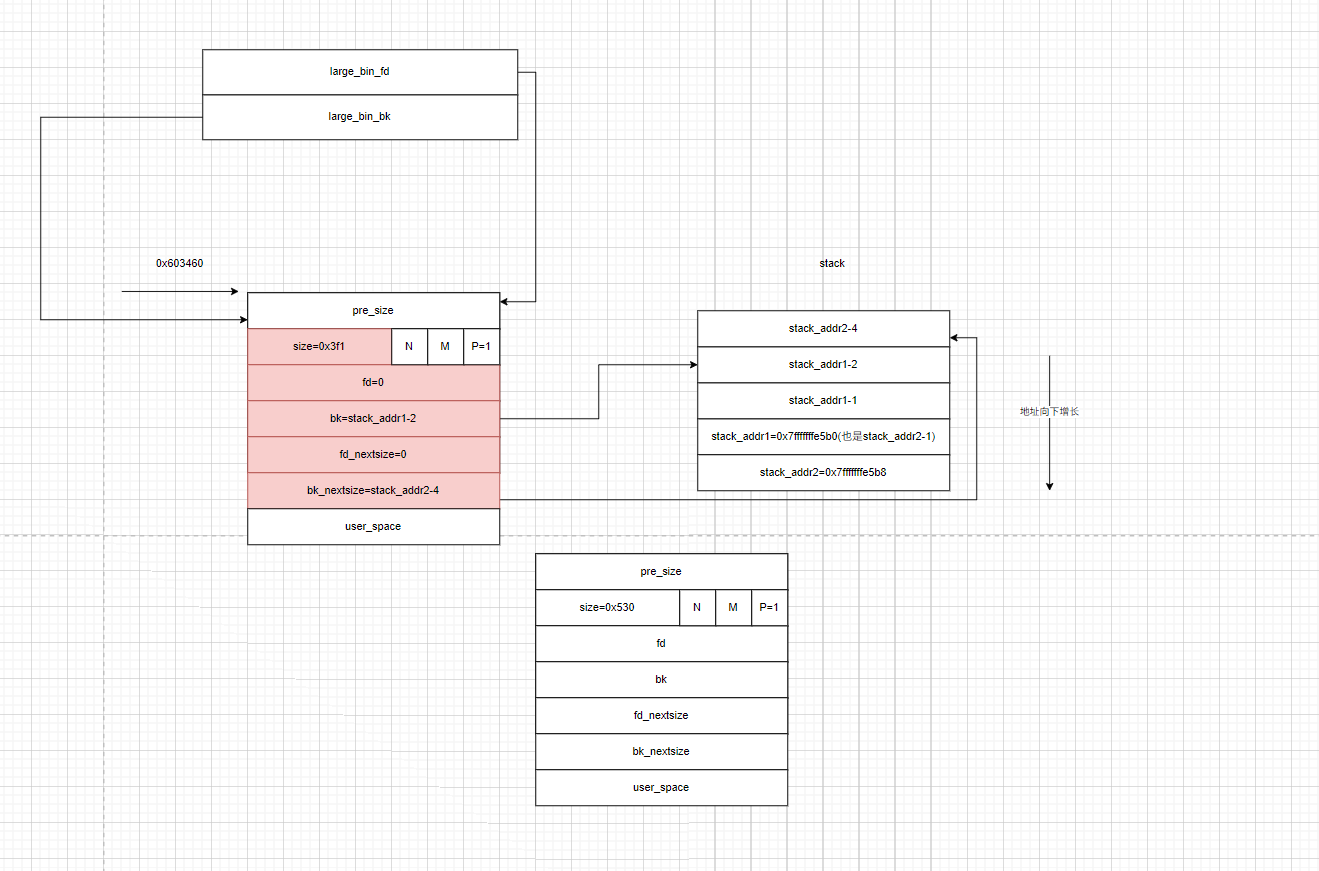 large_bin_fd
large_bin_bk
0x603460
stack
pre_size
size=0x3f1
N
M
P=1
fd=0
bk=stack_addr1-2
fd_nextsize=0
bk_nextsize=stack_addr2-4
user_space
stack_addr2-4
stack_addr1-2
stack_addr1-1
stack_addr1=0x7fffffffe5b0(也是stack_addr2-1)
stack_addr2=0x7fffffffe5b8
地址向下增长
pre_size
size=0x530
N
M
P=1
fd
bk
fd_nextsize
bk_nextsize
user_space